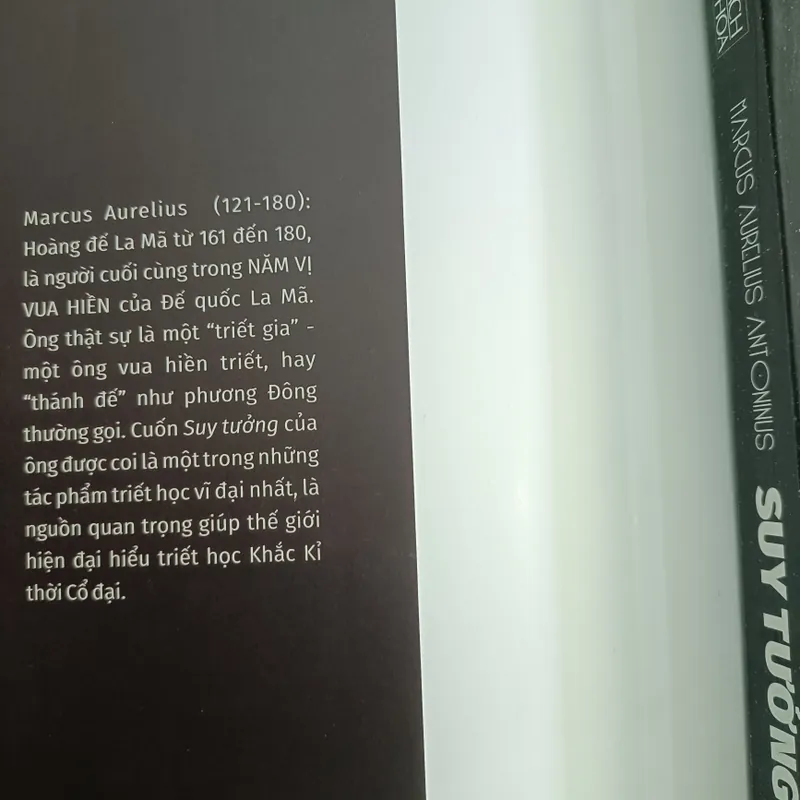 Marcus Aurelius (121-180):
Hoàng đế La Mã từ 161 đến 180,
là người cuối cùng trong NĂM VỊ
VUA HIỀN của Đế quốc La Mã.
Ông thật sự là một “triết gia” -
một ông vua hiền triết, hay
“thánh đế” như phương Đông
thường gọi. Cuốn Suy tưởng của
ông được coi là một trong những
tác phẩm triết học vĩ đại nhất, là
nguồn quan trọng giúp thế giới
hiện đại hiểu triết học Khắc Kỉ
thời Cổ đại.
MARCUS AURELIUS ANTONINUS
SUY TƯỞNG